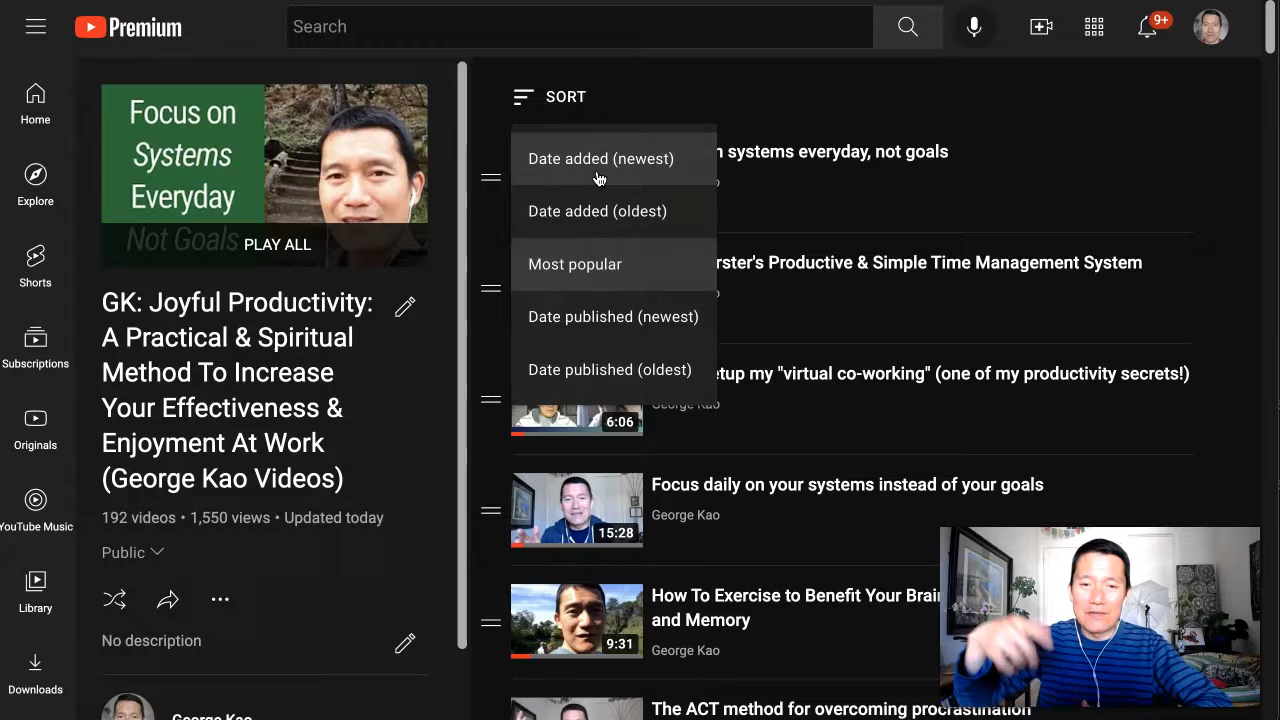 Premium
Search
9+
Home
Explore
Shorts
Subscriptions
Originals
YouTube Music
Library
Downloads
Focus on
Systems
Everyday
Not Goals
PLAY ALL
GK: Joyful Productivity:
A Practical & Spiritual
Method To Increase
Your Effectiveness &
Enjoyment At Work
(George Kao Videos)
192 videos • 1,550 views • Updated today
Public
No description
George Kao
SORT
Date added (newest)
Date added (oldest)
Most popular
Date published (newest)
Date published (oldest)
n systems everyday, not goals
rster's Productive & Simple Time Management System
etup my "virtual co-working" (one of my productivity secrets!)
George Kao
6:06
Focus daily on your systems instead of your goals
George Kao
15:28
How To Exercise to Benefit Your Brain
and Memory
George Kao
9:31
The ACT method for overcoming procrastination